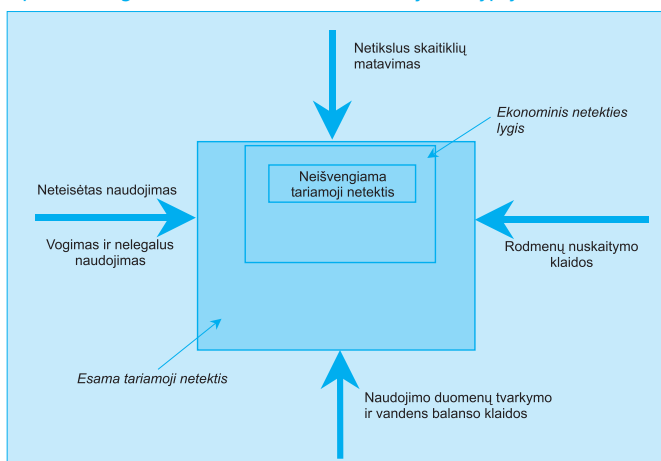 Netikslus skaitiklių
matavimas
Ekonominis netekties
lygis
Neišvengiama
tariamoji netektis
Neteisėtas naudojimas
Vogimas ir nelegalus
naudojimas
Rodmenų nuskaitymo
klaidos
Esama tariamoji netektis
Naudojimo duomenų tvarkymo
ir vandens balanso klaidos